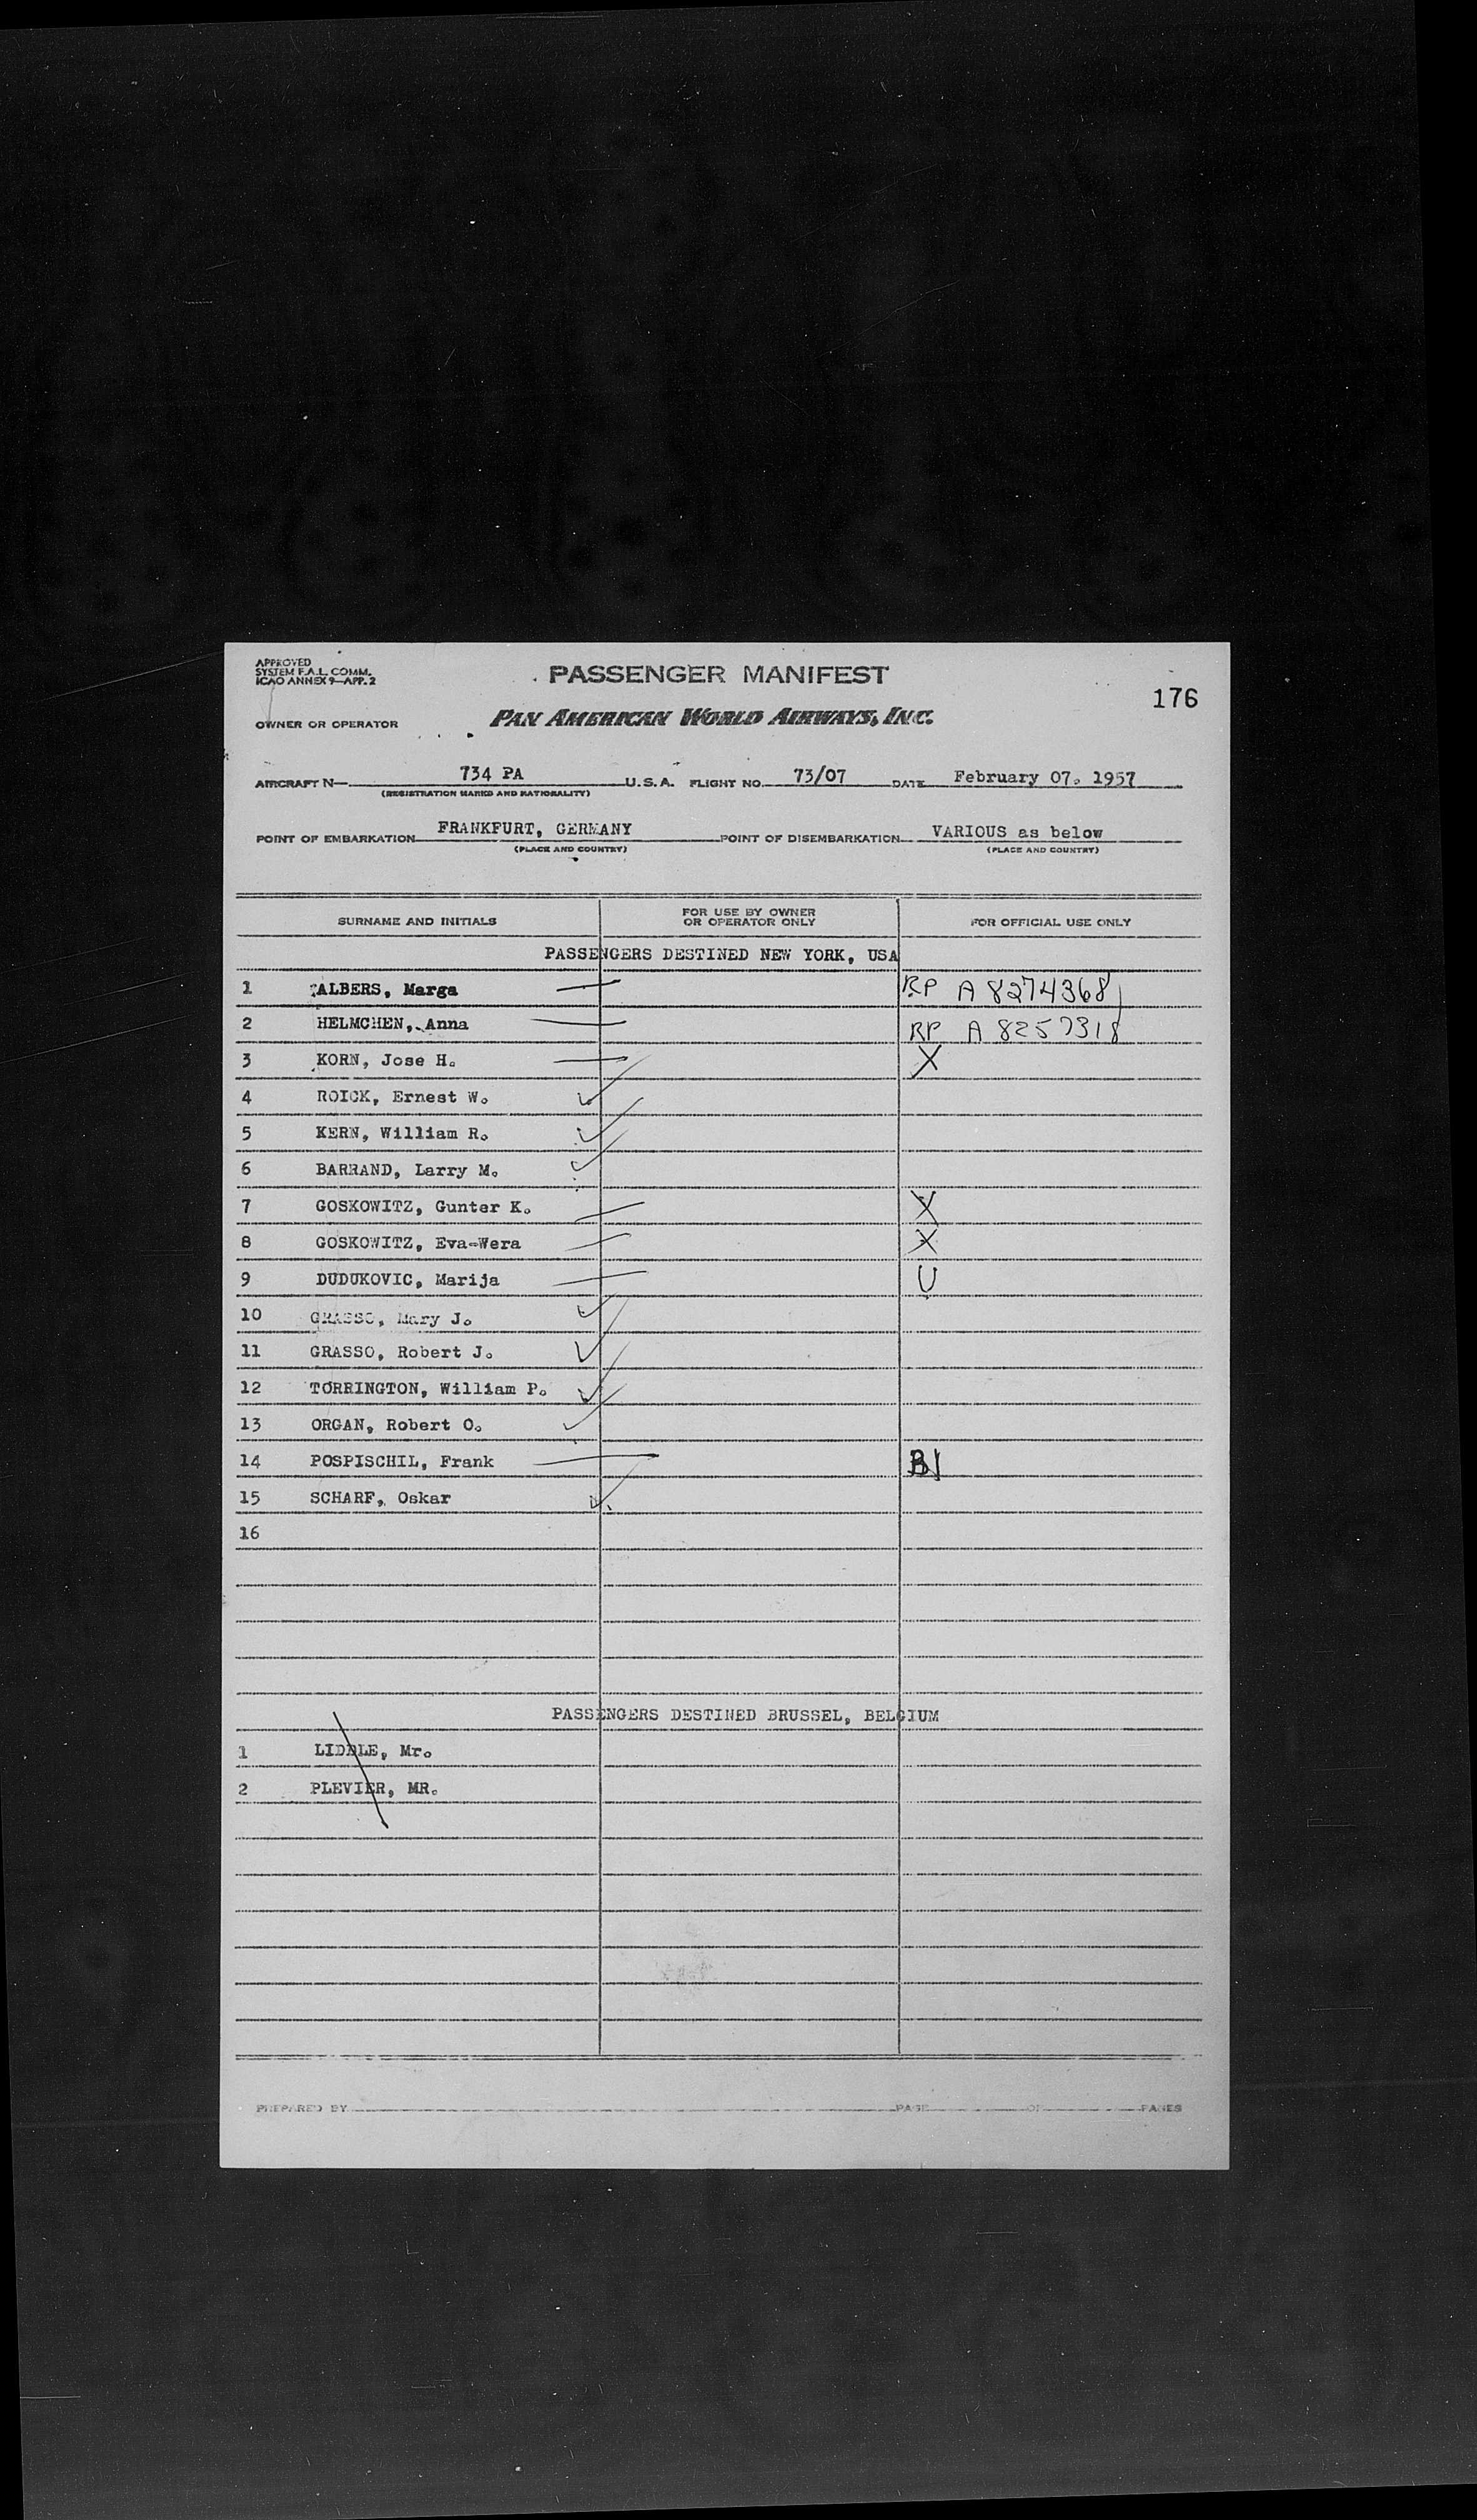 APPROVED
SYSTEM F.A.L. COMM.
ICAO ANNEX 9—APP. 2
PASSENGER MANIFEST
176
OWNER OR OPERATOR
PAN AMERICAN WORLD AIRWAYS, INC.
AIRCRAFT N— 734 PA U.S.A. FLIGHT NO. 73/07 DATE February 07. 1957
(REGISTRATION MARKS AND NATIONALITY)
POINT OF EMBARKATION FRANKFURT, GERMANY POINT OF DISEMBARKATION VARIOUS as below
(PLACE AND COUNTRY) (PLACE AND COUNTRY)
SURNAME AND INITIALS FOR USE BY OWNER OR OPERATOR ONLY FOR OFFICIAL USE ONLY
PASSENGERS DESTINED NEW YORK, USA
1 ALBERS, Marga RP A 8274368
2 HELMCHEN, Anna RP A 8257318
3 KORN, Jose H. X
4 ROICK, Ernest W.
5 KERN, William R.
6 BARRAND, Larry M.
7 GOSKOWITZ, Gunter K. X
8 GOSKOWITZ, Eva-Wera X
9 DUDUKOVIC, Marija U
10 GRASSO, Mary J.
11 GRASSO, Robert J.
12 TORRINGTON, William P.
13 ORGAN, Robert O.
14 POSPISCHIL, Frank B1
15 SCHARF, Oskar
16
PASSENGERS DESTINED BRUSSEL, BELGIUM
1 LIDDLE, Mr.
2 PLEVIER, MR.
PREPARED BY PAGE OF PAGES